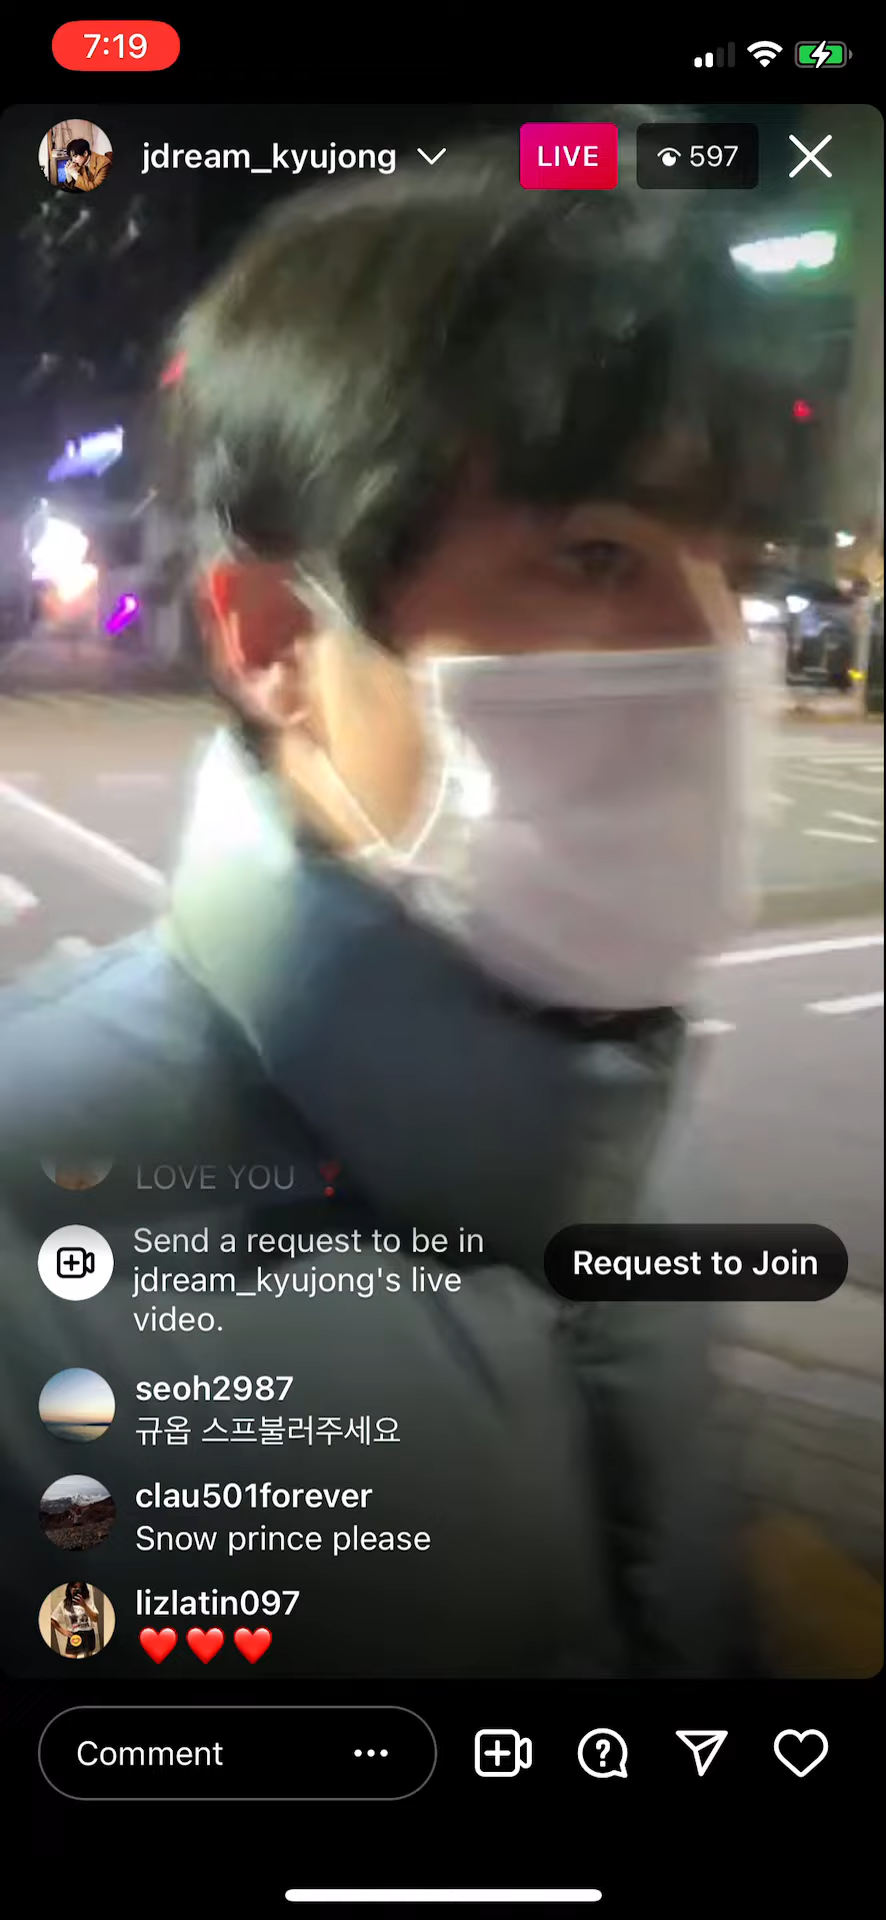 7:19
jdream_kyujong
LIVE
597
LOVE YOU❣️
Send a request to be in
jdream_kyujong's live
video.
Request to Join
seoh2987
규옵 스프불러주세요
clau501forever
Snow prince please
lizlatin097
❤️❤️❤️
Comment